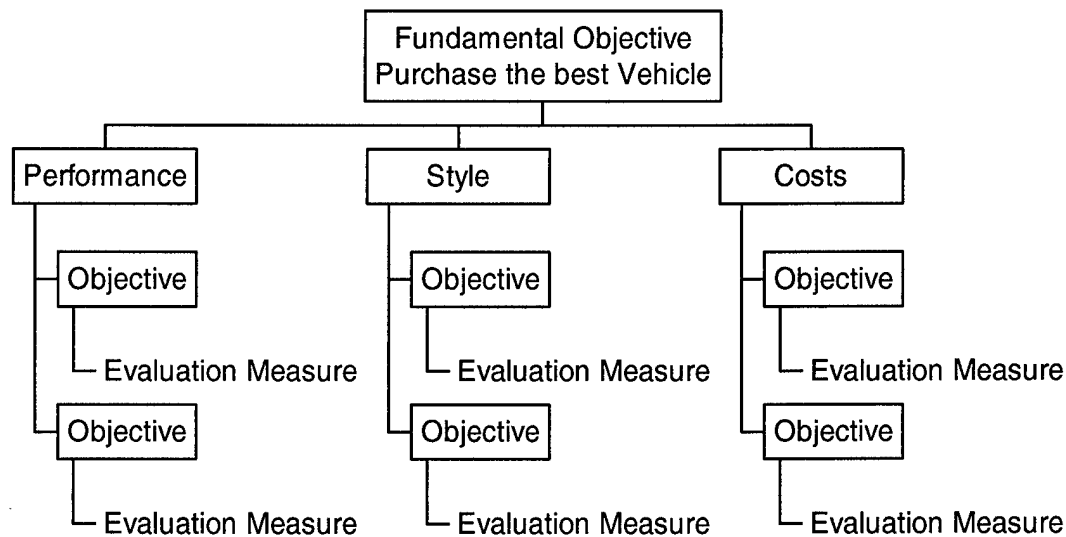 Fundamental Objective
Purchase the best Vehicle
Performance
Style
Costs
Objective
Objective
Objective
Evaluation Measure
Evaluation Measure
Evaluation Measure
Objective
Objective
Objective
Evaluation Measure
Evaluation Measure
Evaluation Measure